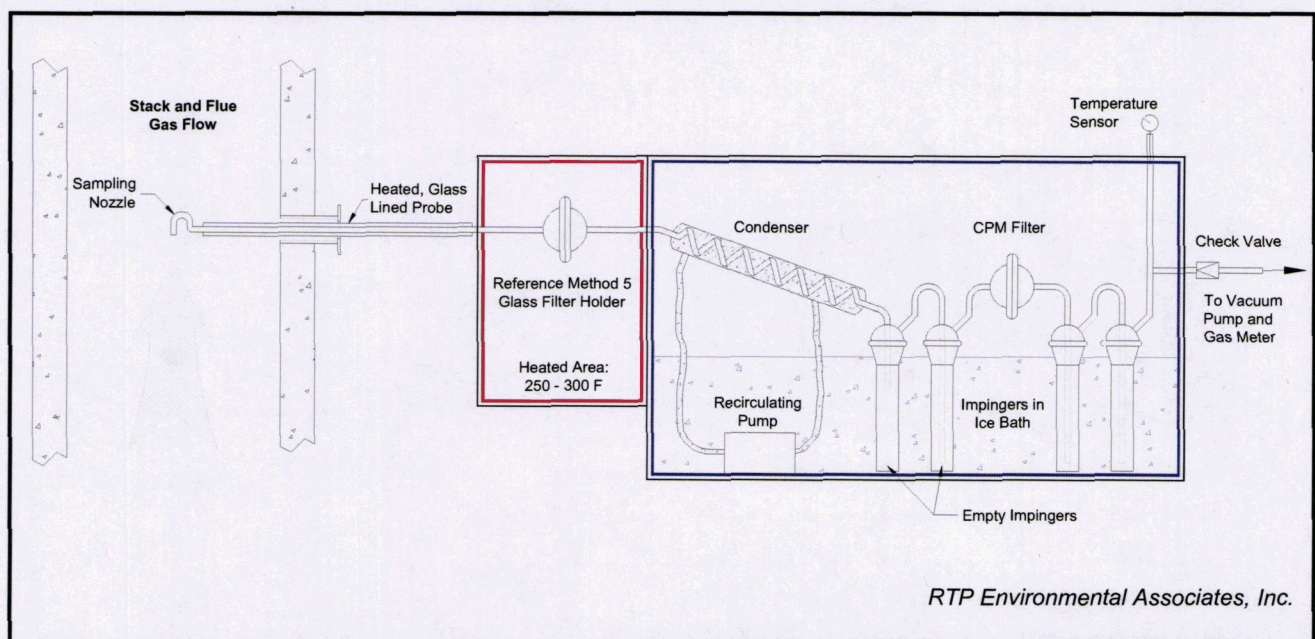 Stack and Flue
Gas Flow
Temperature
Sensor
Sampling
Nozzle
Heated, Glass
Lined Probe
Condenser
CPM Filter
Check Valve
Reference Method 5
Glass Filter Holder
To Vacuum
Pump and
Gas Meter
Heated Area:
250 - 300 F
Recirculating
Pump
Impingers in
Ice Bath
Empty Impingers
RTP Environmental Associates, Inc.